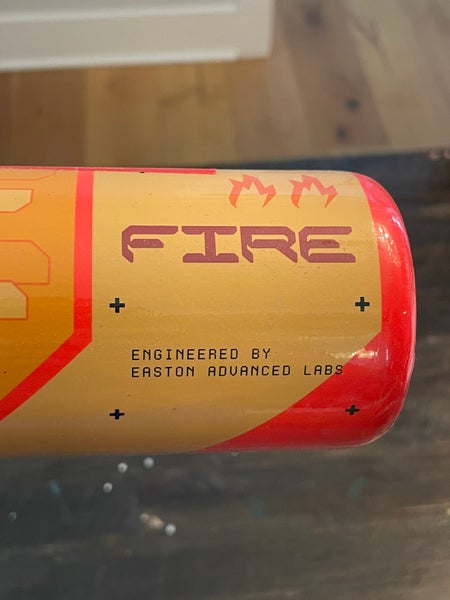 FIRE
ENGINEERED BY
EASTON ADVANCED LABS